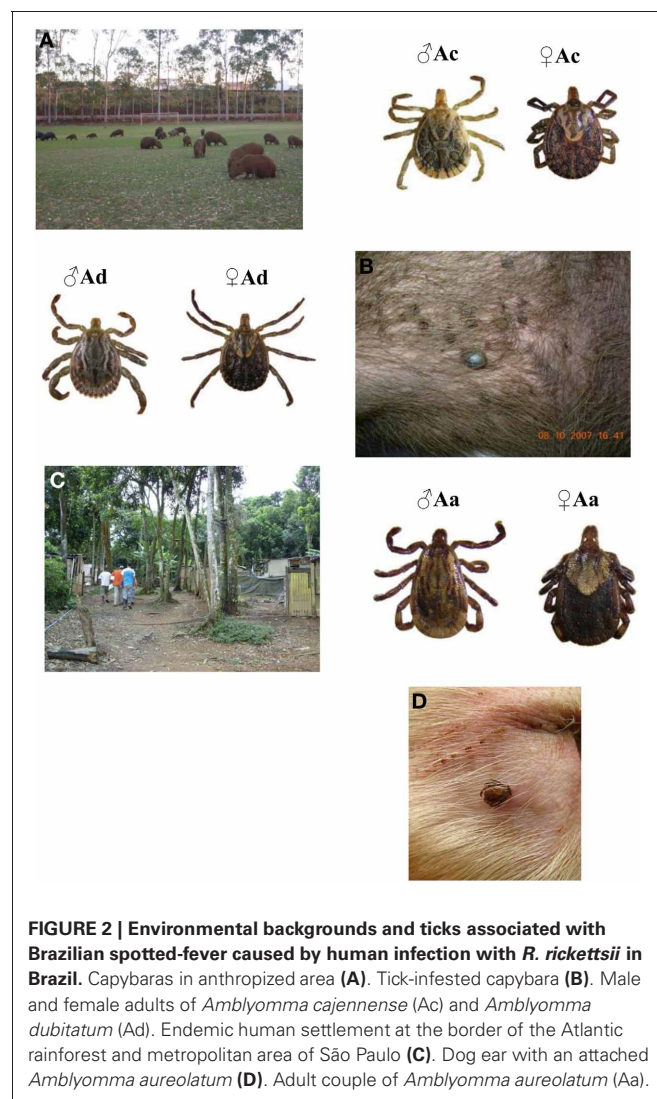 A
♂Ac ♀Ac
♂Ad ♀Ad
B
08.10.2007 16:41
C
♂Aa ♀Aa
D
FIGURE 2 | Environmental backgrounds and ticks associated with
Brazilian spotted-fever caused by human infection with R. rickettsii in
Brazil. Capybaras in anthropized area (A). Tick-infested capybara (B). Male
and female adults of Amblyomma cajennense (Ac) and Amblyomma
dubitatum (Ad). Endemic human settlement at the border of the Atlantic
rainforest and metropolitan area of São Paulo (C). Dog ear with an attached
Amblyomma aureolatum (D). Adult couple of Amblyomma aureolatum (Aa).